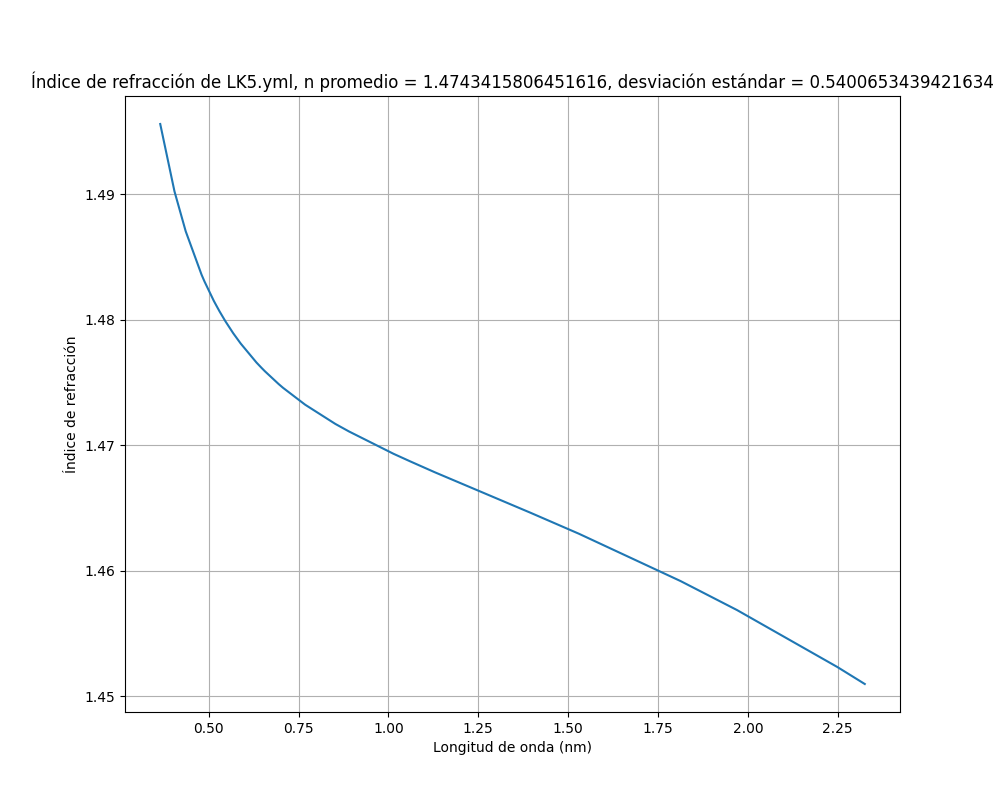 Índice de refracción de LK5.yml, n promedio = 1.4743415806451616, desviación estándar = 0.5400653439421634
1.49
1.48
1.47
1.46
1.45
Índice de refracción
0.50 0.75 1.00 1.25 1.50 1.75 2.00 2.25
Longitud de onda (nm)